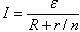 I = ε / (R + r / n)